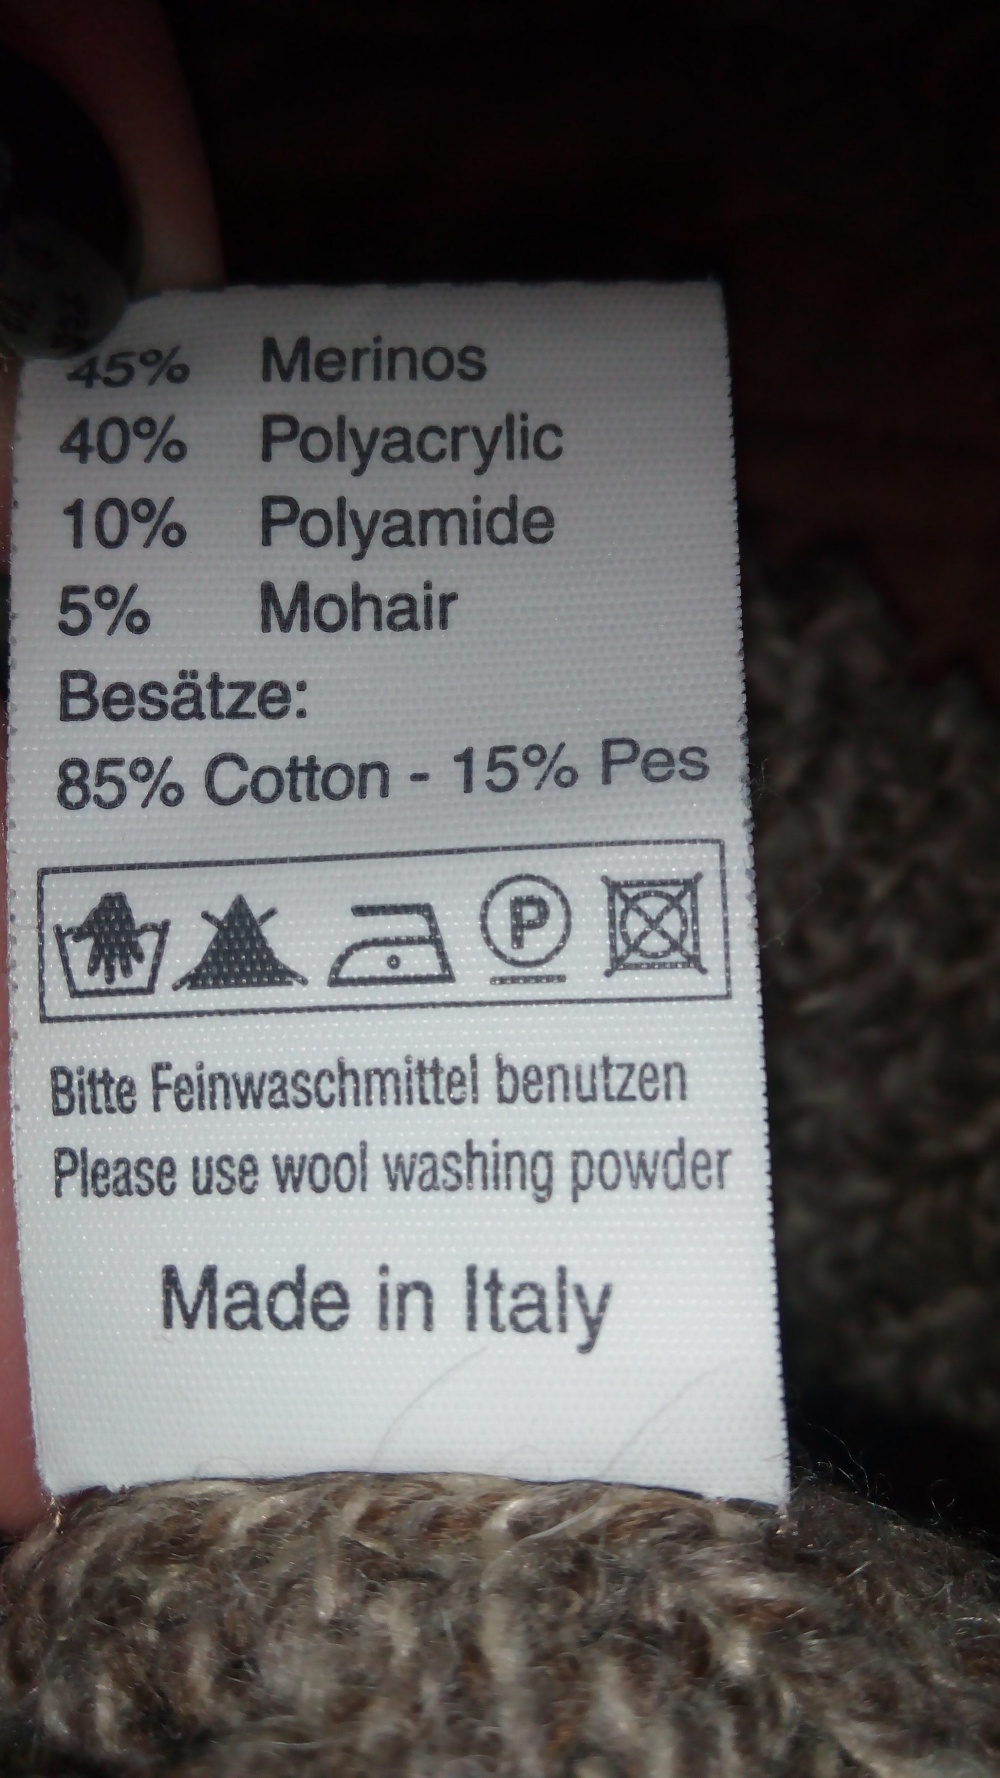 45% Merinos
40% Polyacrylic
10% Polyamide
5% Mohair
Besätze:
85% Cotton - 15% Pes
P
Bitte Feinwaschmittel benutzen
Please use wool washing powder
Made in Italy